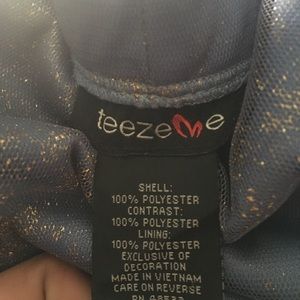 teezeme
SHELL:
100% POLYESTER
CONTRAST:
100% POLYESTER
LINING:
100% POLYESTER
EXCLUSIVE OF
DECORATION
MADE IN VIETNAM
CARE ON REVERSE
RN